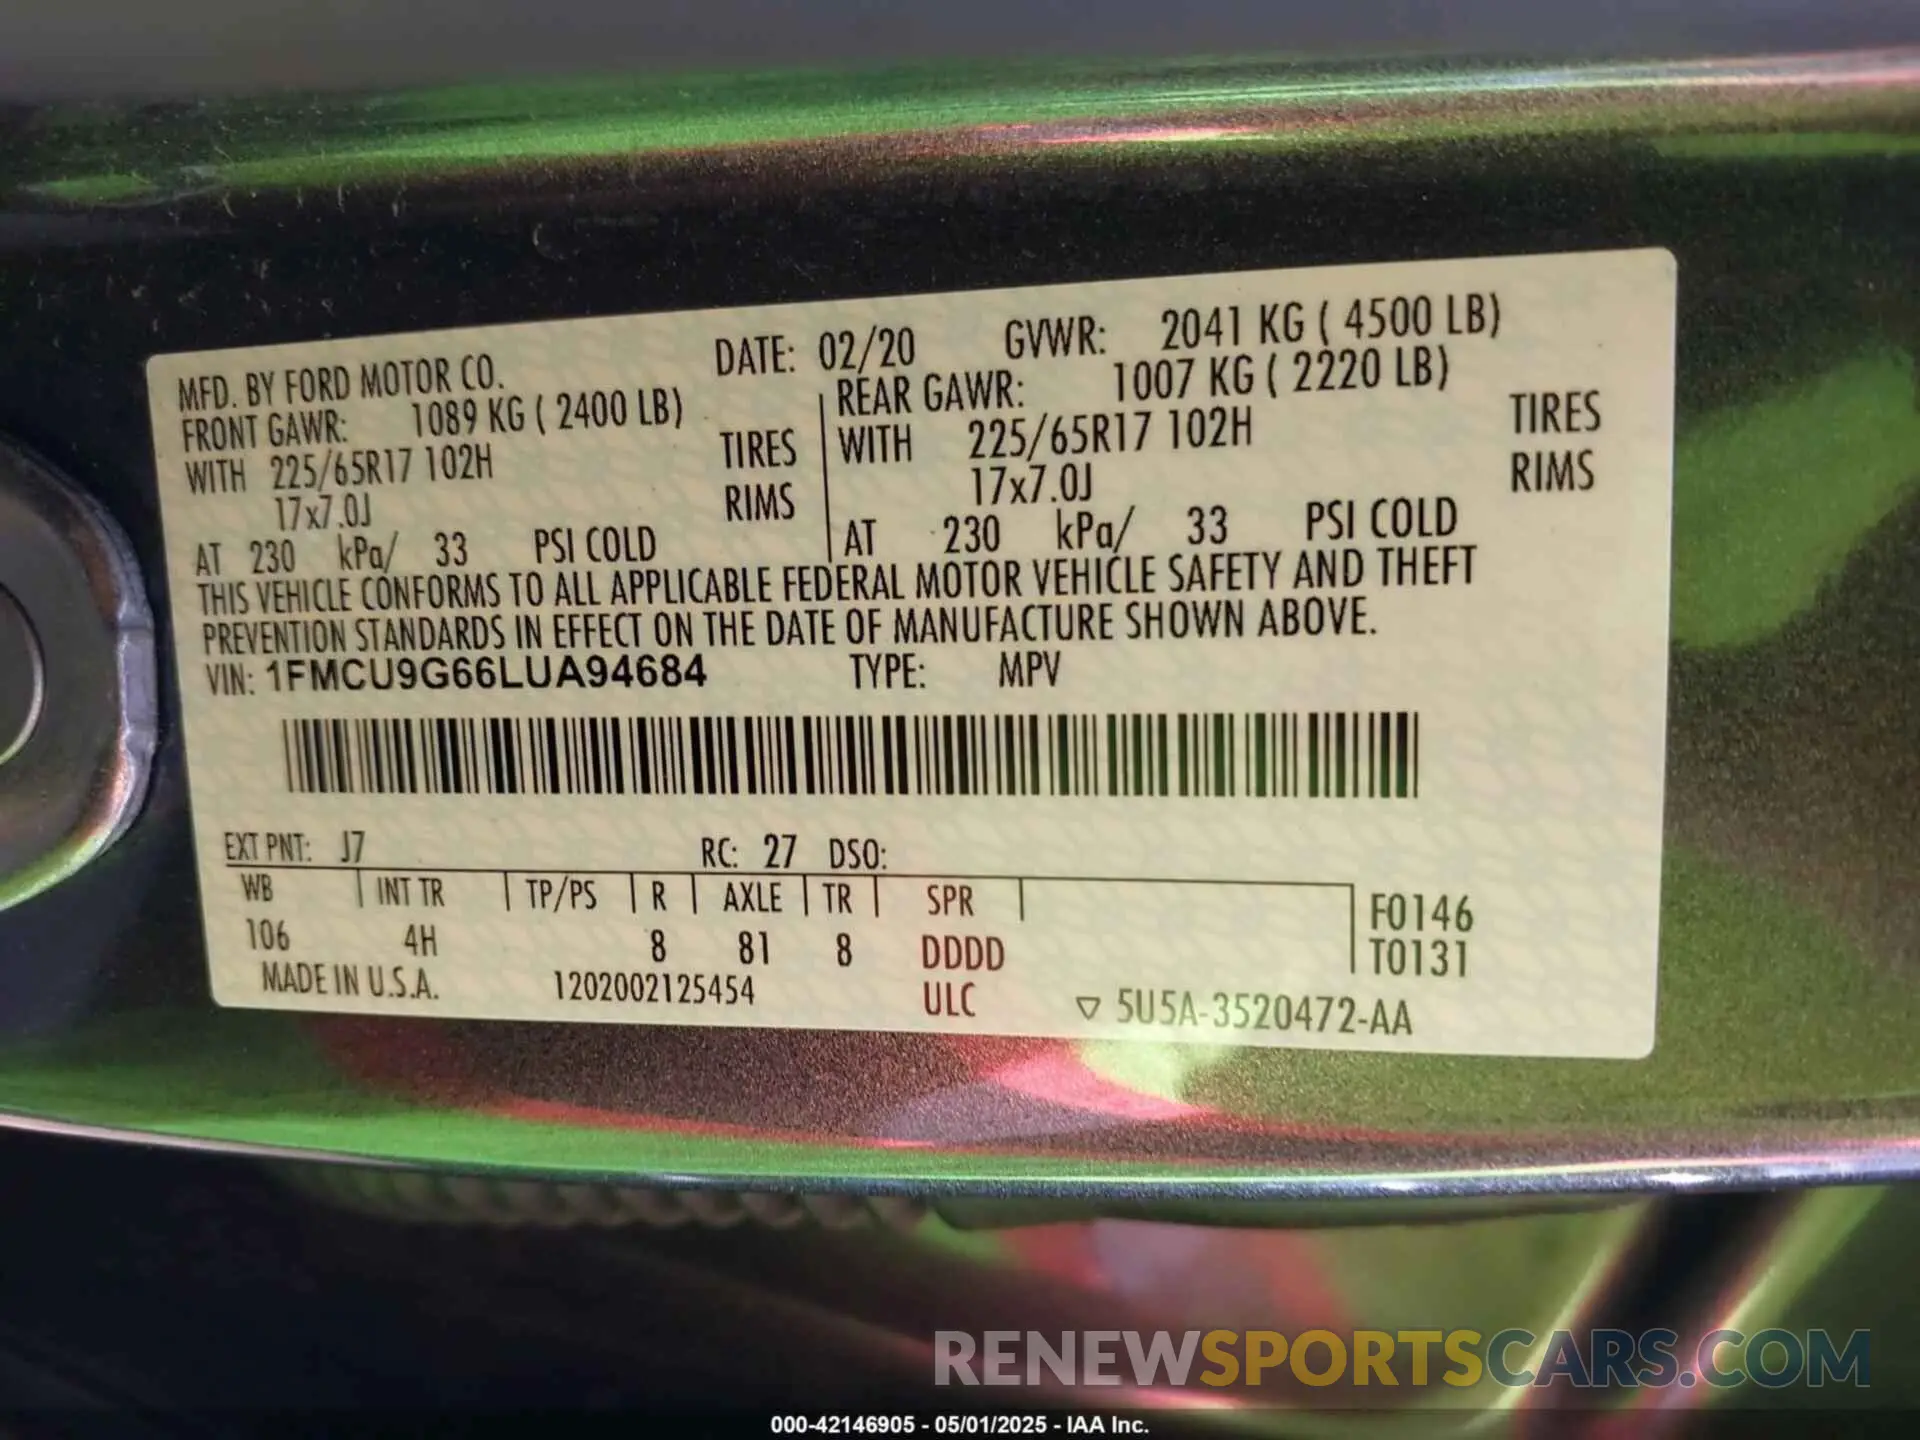 MFD. BY FORD MOTOR CO. DATE: 02/20 GVWR: 2041 KG ( 4500 LB)
FRONT GAWR: 1089 KG ( 2400 LB) REAR GAWR: 1007 KG ( 2220 LB)
WITH 225/65R17 102H TIRES WITH 225/65R17 102H TIRES
17x7.0J RIMS 17x7.0J RIMS
AT 230 kPa/ 33 PSI COLD AT 230 kPa/ 33 PSI COLD
THIS VEHICLE CONFORMS TO ALL APPLICABLE FEDERAL MOTOR VEHICLE SAFETY AND THEFT
PREVENTION STANDARDS IN EFFECT ON THE DATE OF MANUFACTURE SHOWN ABOVE.
VIN: 1FMCU9G66LUA94684 TYPE: MPV
EXT PNT: J7 RC: 27 DSO:
WB INT TR TP/PS R AXLE TR SPR F0146
106 4H 8 81 8 DDDD T0131
MADE IN U.S.A. 1202002125454 ULC ▽ 5U5A-3520472-AA
RENEWSPORTSCARS.COM
000-42146905 - 05/01/2025 - IAA Inc.